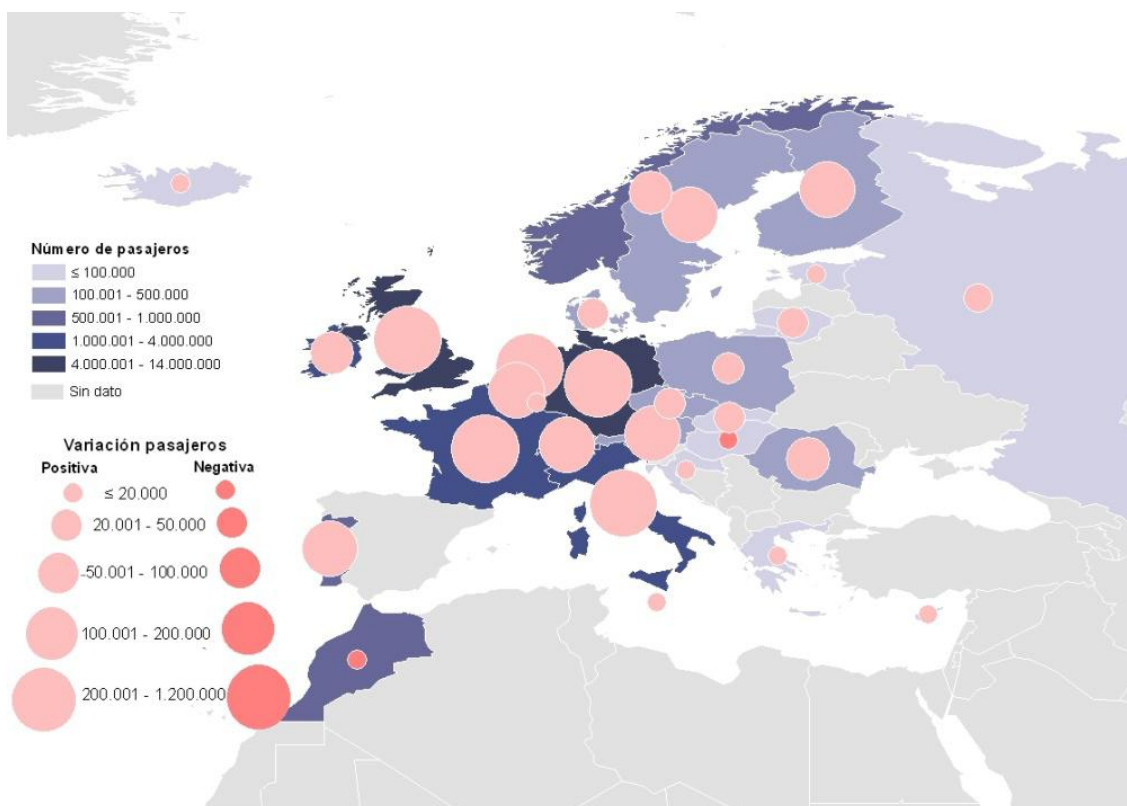 Número de pasajeros
≤ 100.000
100.001 - 500.000
500.001 - 1.000.000
1.000.001 - 4.000.000
4.000.001 - 14.000.000
Sin dato
Variación pasajeros
Positiva Negativa
≤ 20.000
20.001 - 50.000
50.001 - 100.000
100.001 - 200.000
200.001 - 1.200.000